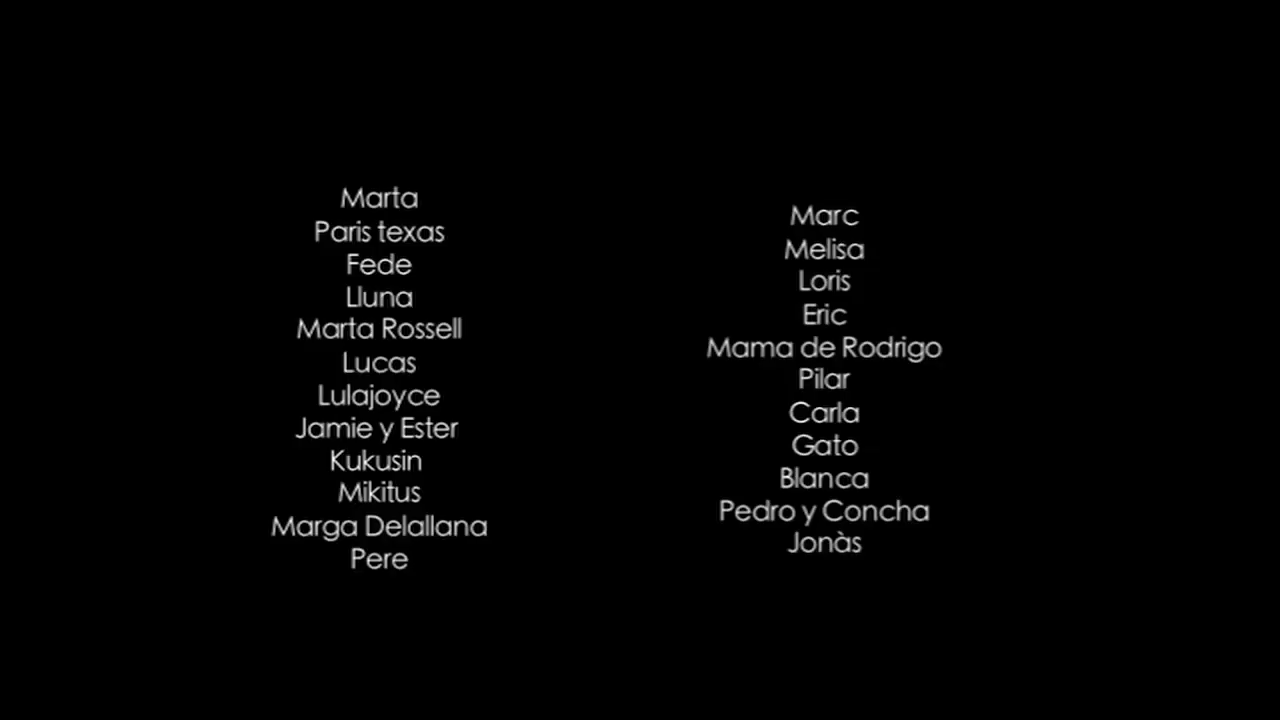 Marta
Paris texas
Fede
Lluna
Marta Rossell
Lucas
Lulajoyce
Jamie y Ester
Kukusin
Mikitus
Marga Delallana
Pere
Marc
Melisa
Loris
Eric
Mama de Rodrigo
Pilar
Carla
Gato
Blanca
Pedro y Concha
Jonàs